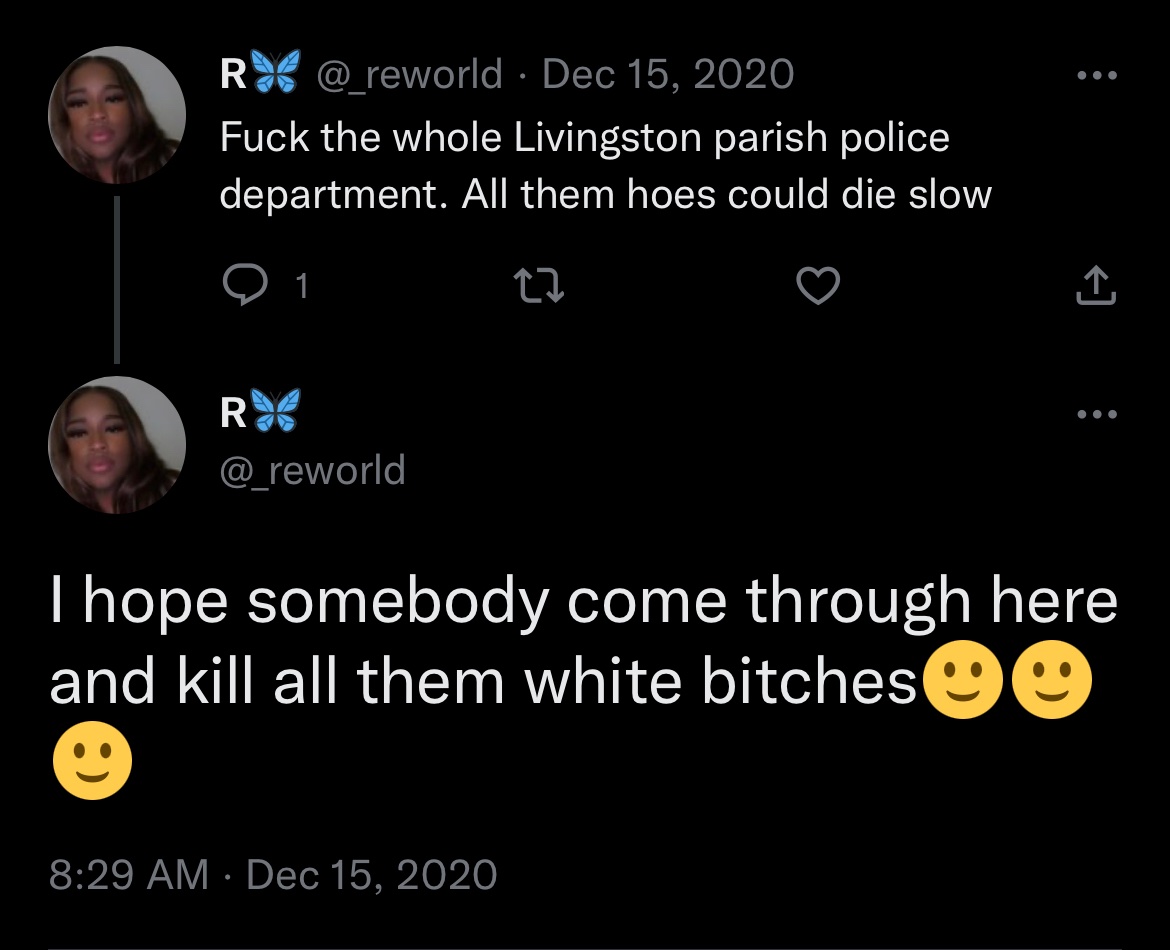 R🦋 @_reworld · Dec 15, 2020
Fuck the whole Livingston parish police
department. All them hoes could die slow
1
R🦋
@_reworld
I hope somebody come through here
and kill all them white bitches🙂🙂
🙂
8:29 AM · Dec 15, 2020